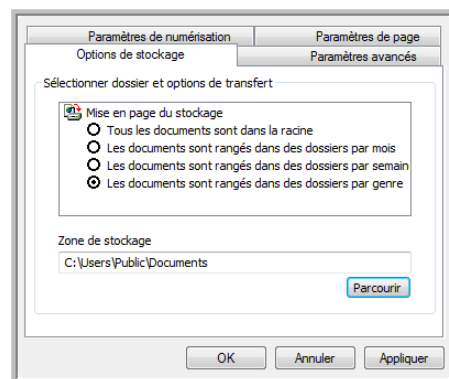 Paramètres de numérisation
Paramètres de page
Options de stockage
Paramètres avancés
Sélectionner dossier et options de transfert
Mise en page du stockage
Tous les documents sont dans la racine
Les documents sont rangés dans des dossiers par mois
Les documents sont rangés dans des dossiers par semain
Les documents sont rangés dans des dossiers par genre
Zone de stockage
C:\Users\Public\Documents
Parcourir
OK
Annuler
Appliquer